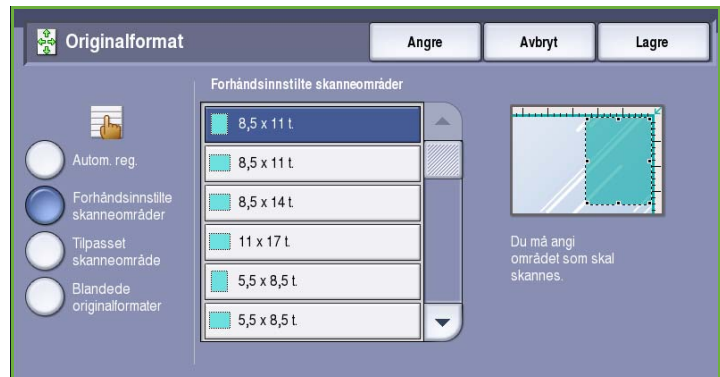 Originalformat
Angre
Avbryt
Lagre
Forhåndsinnstilte skanneområder
Autom. reg.
Forhåndsinnstilte
skanneområder
Tilpasset
skanneområde
Blandede
originalformater
8,5 x 11 t.
8,5 x 11 t.
8,5 x 14 t.
11 x 17 t.
5,5 x 8,5 t.
5,5 x 8,5 t.
Du må angi
området som skal
skannes.